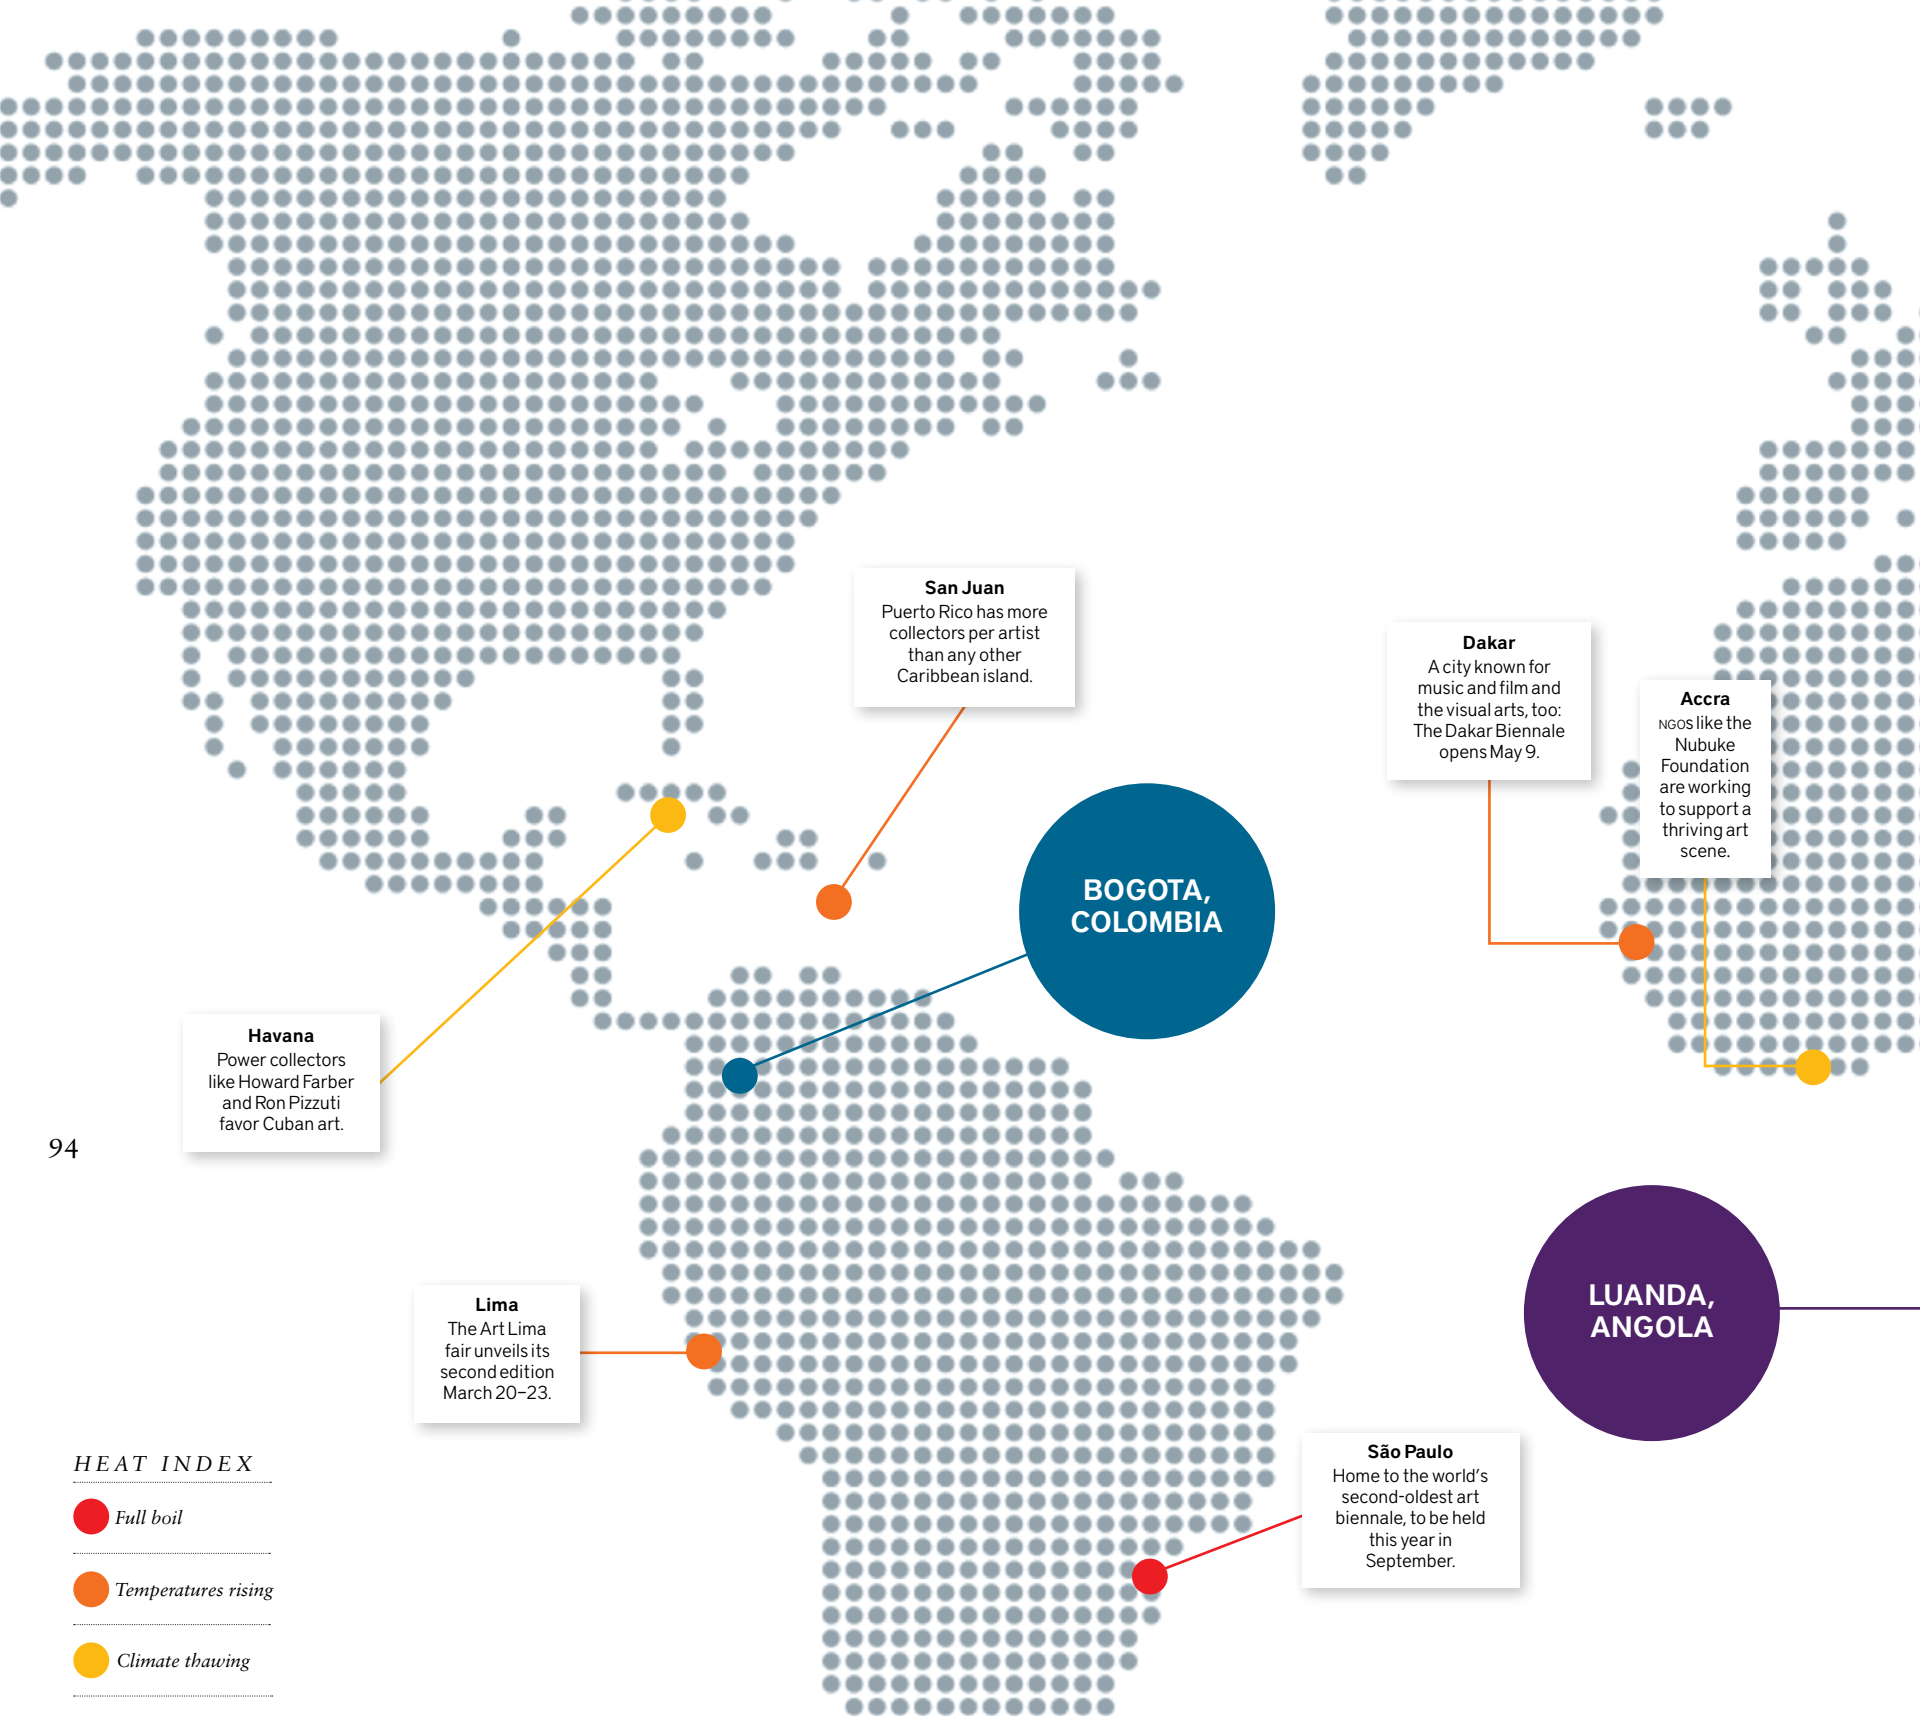 San Juan
Puerto Rico has more
collectors per artist
than any other
Caribbean island.
Dakar
A city known for
music and film and
the visual arts, too:
The Dakar Biennale
opens May 9.
Accra
NGOs like the
Nubuke
Foundation
are working
to support a
thriving art
scene.
BOGOTA,
COLOMBIA
Havana
Power collectors
like Howard Farber
and Ron Pizzuti
favor Cuban art.
94
LUANDA,
ANGOLA
Lima
The Art Lima
fair unveils its
second edition
March 20–23.
São Paulo
Home to the world's
second-oldest art
biennale, to be held
this year in
September.
HEAT INDEX
Full boil
Temperatures rising
Climate thawing